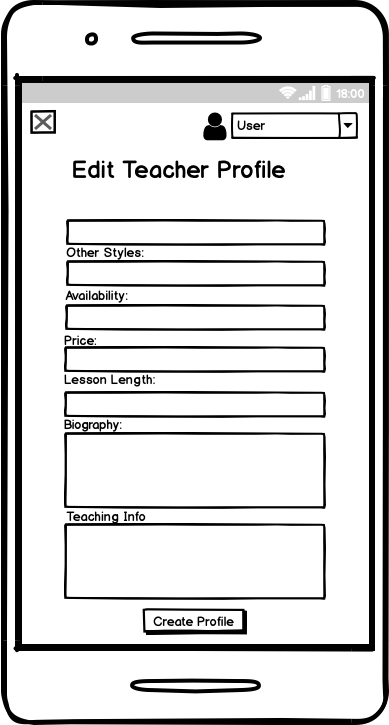 18:00
User
Edit Teacher Profile
Other Styles:
Availability:
Price:
Lesson Length:
Biography:
Teaching Info
Create Profile